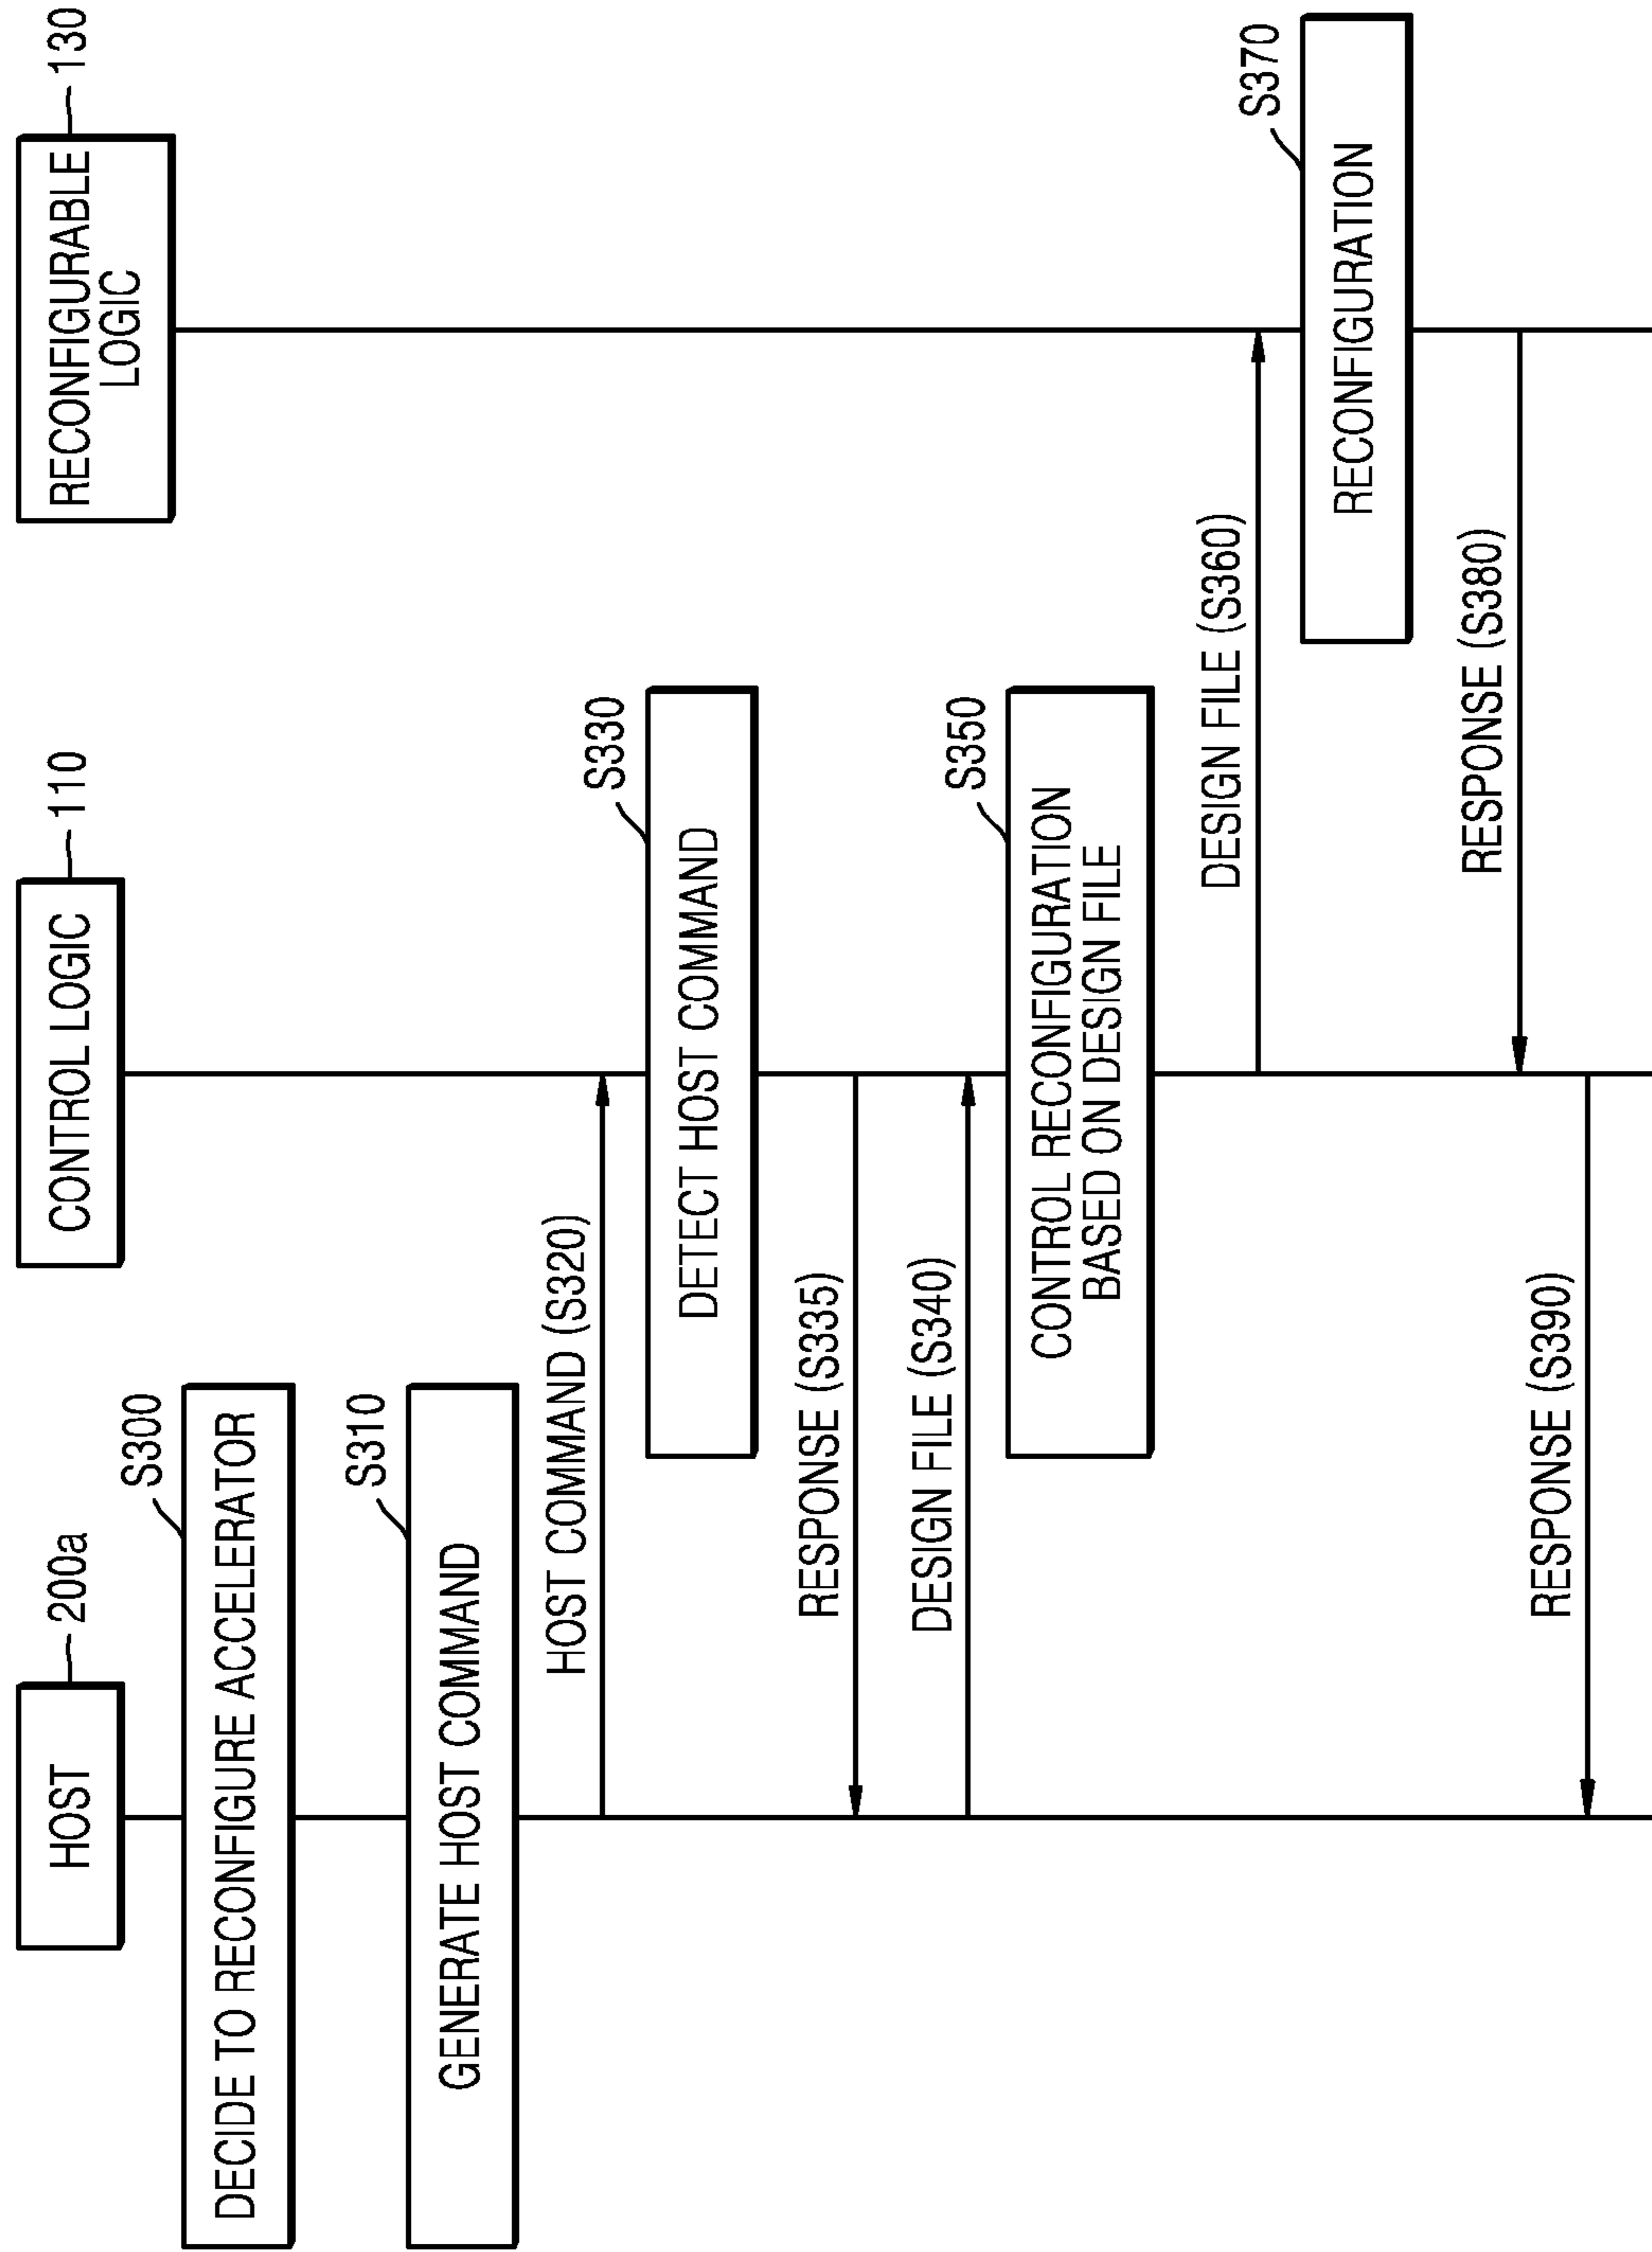 HOST
200a
CONTROL LOGIC
110
RECONFIGURABLE
LOGIC
130
S300
DECIDE TO RECONFIGURE ACCELERATOR
S310
GENERATE HOST COMMAND
HOST COMMAND (S320)
S330
DETECT HOST COMMAND
RESPONSE (S335)
DESIGN FILE (S340)
S350
CONTROL RECONFIGURATION
BASED ON DESIGN FILE
DESIGN FILE (S360)
S370
RECONFIGURATION
RESPONSE (S380)
RESPONSE (S390)